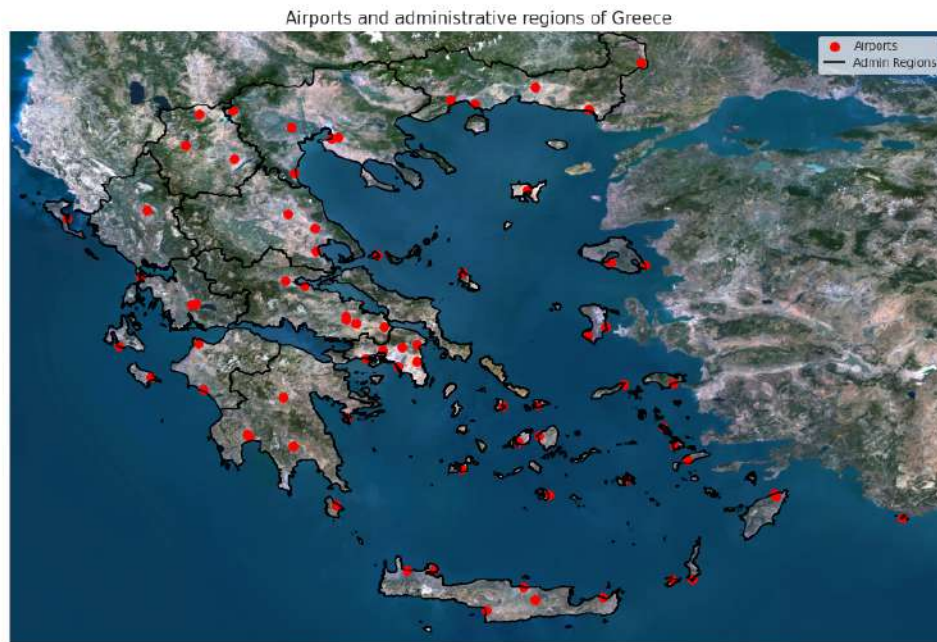 Airports and administrative regions of Greece
Airports
Admin Regions